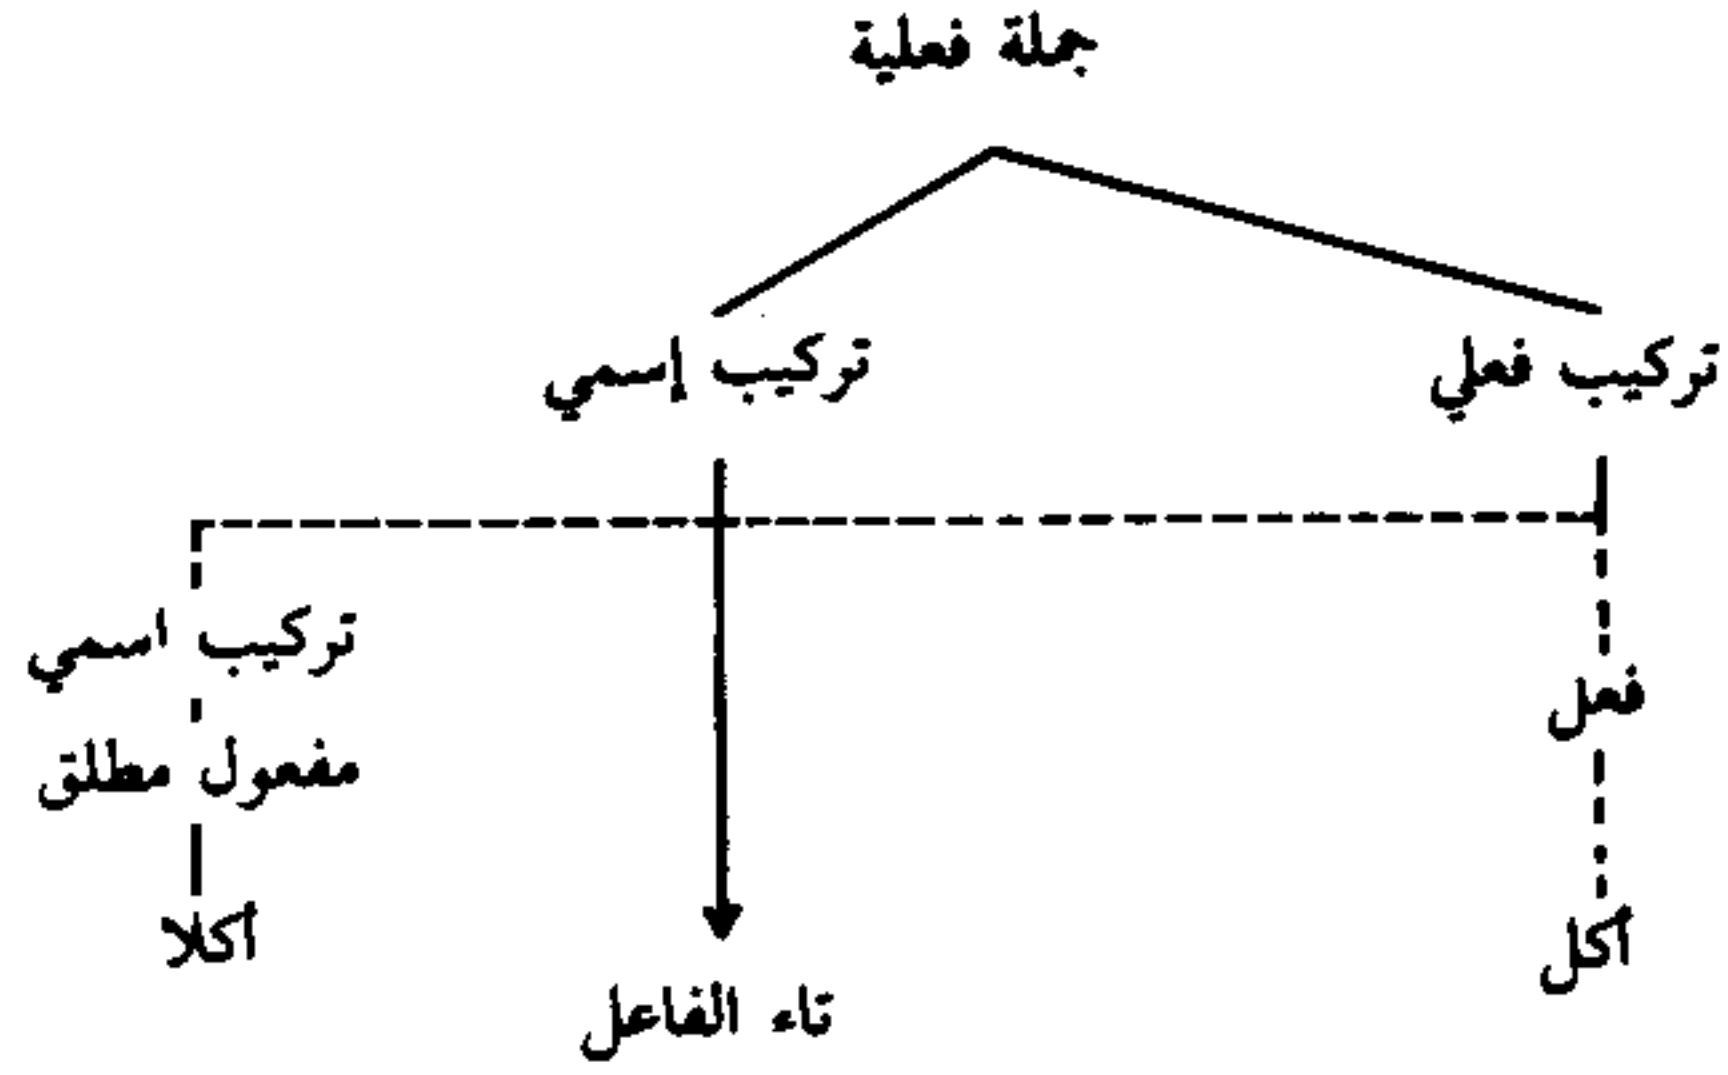 جملة فعلية
تركيب فعلي
تركيب إسمي
تركيب اسمي
فعل
مفعول مطلق
أكل
أكلا
تاء الفاعل